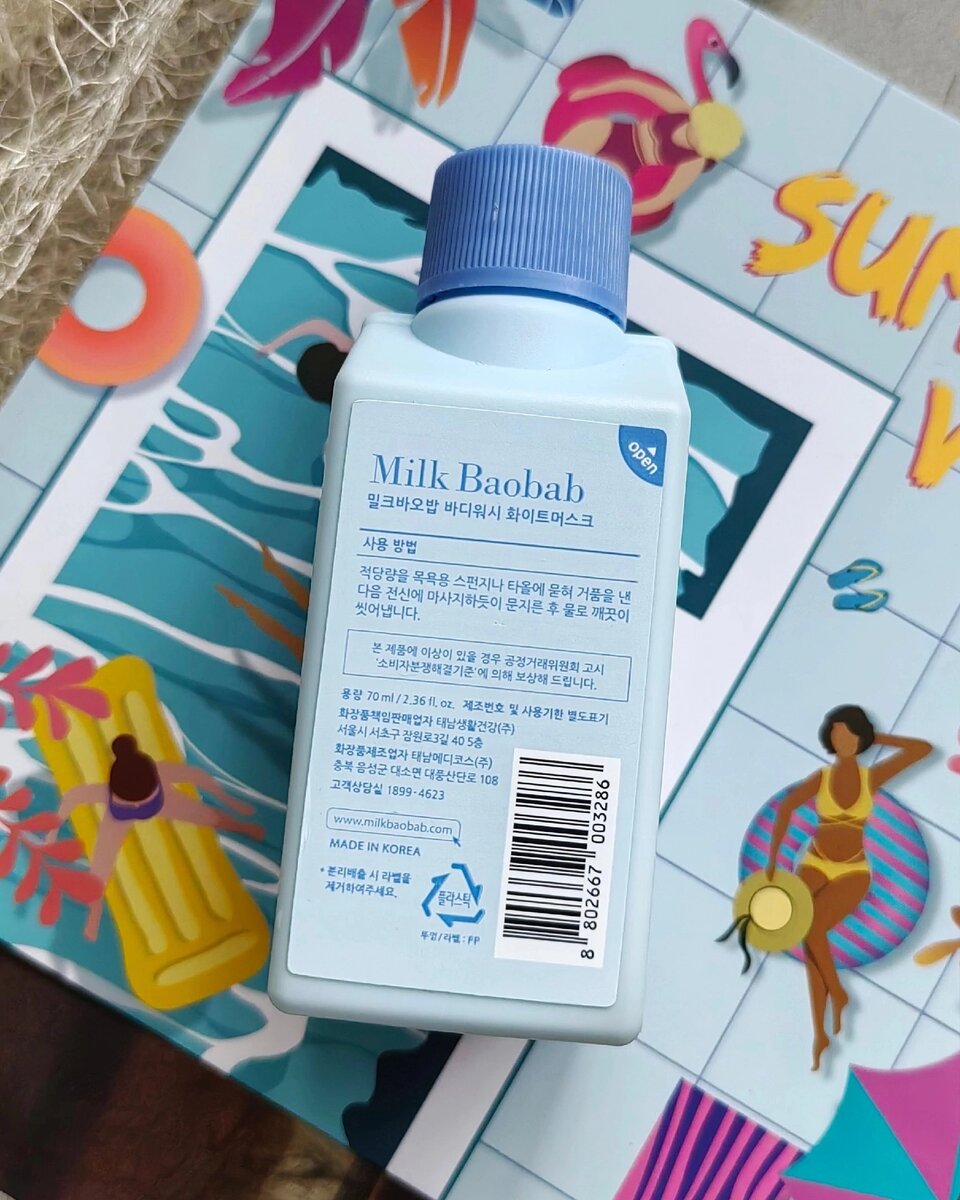 SUM
V
open
Milk Baobab
밀크바오밥 바디워시 화이트머스크
사용 방법
적당량을 목욕용 스펀지나 타올에 묻혀 거품을 낸
다음 전신에 마사지하듯이 문지른 후 물로 깨끗이
씻어냅니다.
본 제품에 이상이 있을 경우 공정거래위원회 고시
'소비자분쟁해결기준'에 의해 보상해 드립니다.
용량 70 ml / 2.36 fl. oz. 제조번호 및 사용기한 별도표기
화장품책임판매업자 태남생활건강(주)
서울시 서초구 잠원로3길 40 5층
화장품제조업자 태남메디코스(주)
충북 음성군 대소면 대풍산단로 108
고객상담실 1899-4623
www.milkbaobab.com
MADE IN KOREA
* 분리배출 시 라벨을
제거하여주세요.
플라스틱
뚜껑/라벨 : PP
8 802667 003286